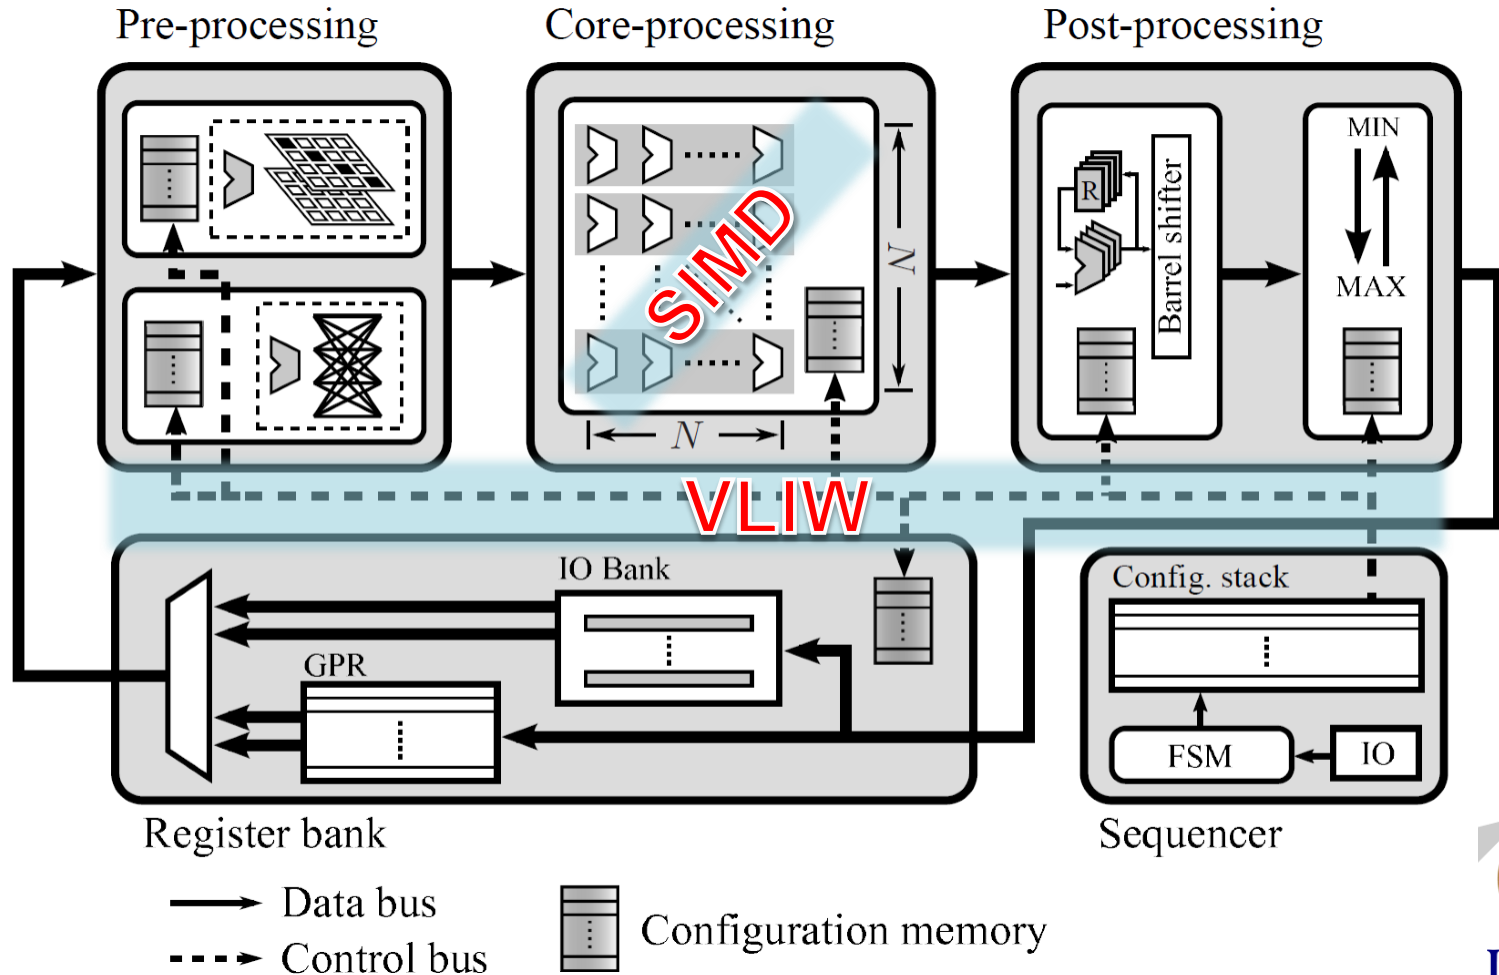 Pre-processing
Core-processing
Post-processing
SIMD
N
N
R
Barrel shifter
MIN
MAX
VLIW
IO Bank
GPR
Config. stack
FSM
IO
Register bank
Sequencer
Data bus
Control bus
Configuration memory